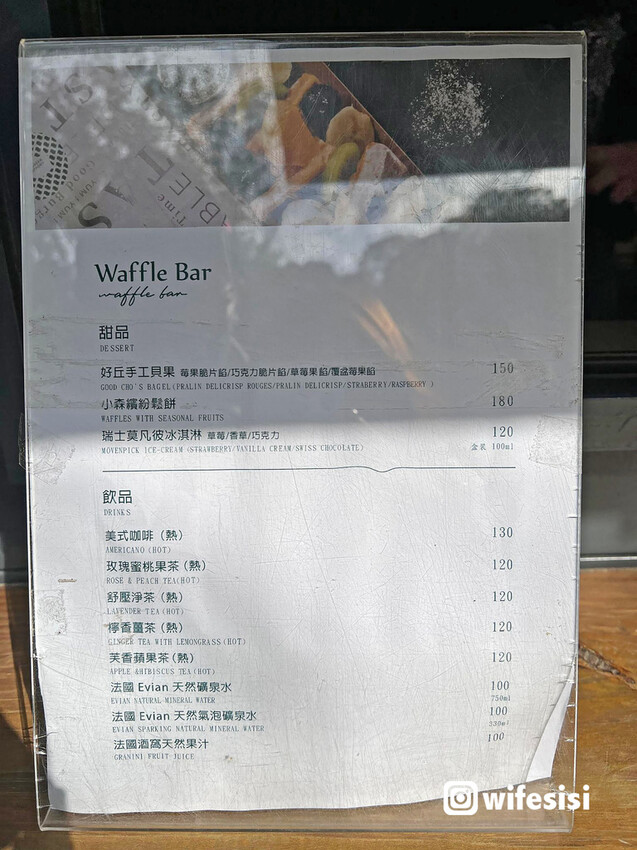 TABLE
Time
Waffle Bar
waffle bar
甜品
DESSERT
好丘手工貝果 莓果脆片餡/巧克力脆片餡/草莓果餡/覆盆莓果餡 150
GOOD CHO'S BAGEL(PRALIN DELICRISP ROUGES/PRALIN DELICRISP/STRABERRY/RASPBERRY )
小森繽紛鬆餅 180
WAFFLES WITH SEASONAL FRUITS
瑞士莫凡彼冰淇淋 草莓/香草/巧克力 120
MÖVENPICK ICE-CREAM (STRAWBERRY/VANILLA CREAM/SWISS CHOCOLATE) 盒裝 100ml
飲品
DRINKS
美式咖啡（熱） 130
AMERICANO(HOT)
玫瑰蜜桃果茶（熱） 120
ROSE & PEACH TEA(HOT)
舒壓淨茶（熱） 120
LAVENDER TEA(HOT)
檸香薑茶（熱） 120
GINGER TEA WITH LEMONGRASS(HOT)
芙香蘋果茶（熱） 120
APPLE &HIBISCUS TEA(HOT)
法國 Evian 天然礦泉水 100
EVIAN NATURAL MINERAL WATER 750ml
法國 Evian 天然氣泡礦泉水 100
EVIAN SPARKING NATURAL MINERAL WATER 330ml
法國酒窩天然果汁 100
GRANINI FRUIT JUICE
wifesisi